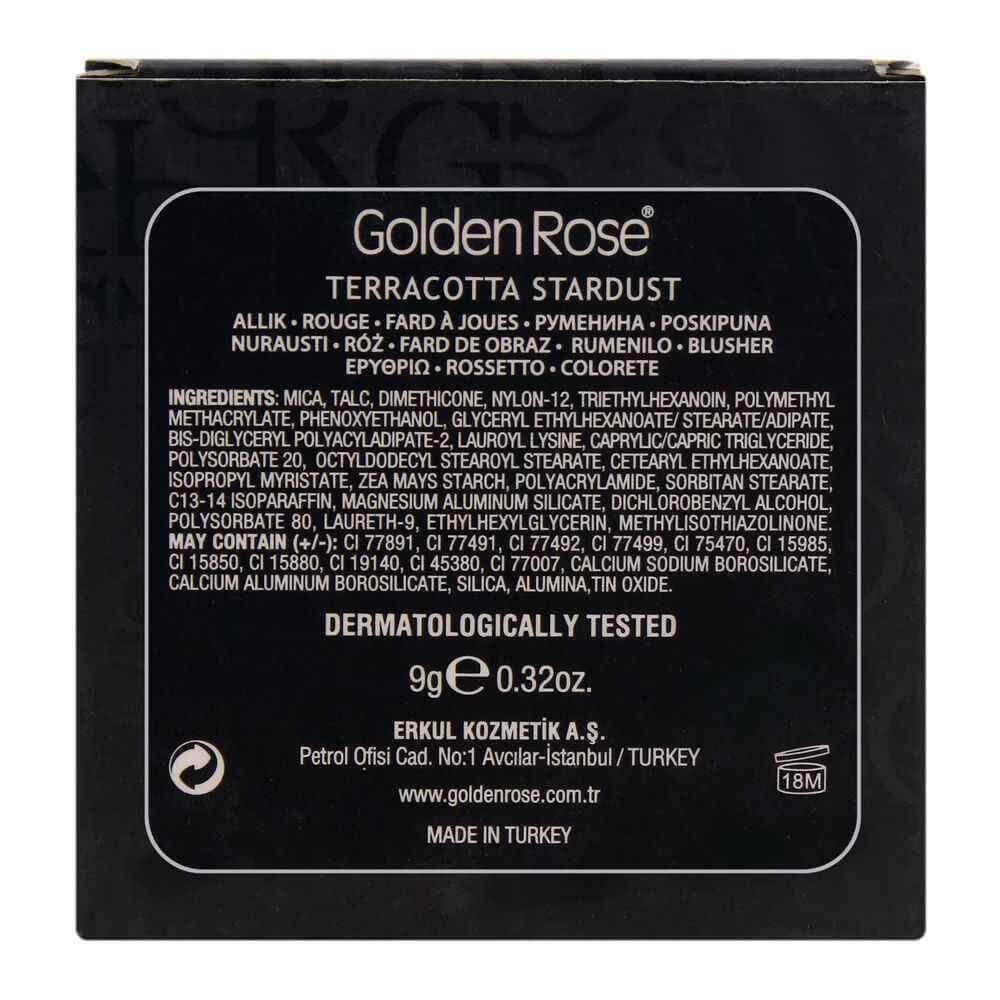 Golden Rose®
TERRACOTTA STARDUST
ALLIK • ROUGE • FARD À JOUES • РУМЕНИНА • POSKIPUNA
NURAUSTI • RÓŻ • FARD DE OBRAZ • RUMENILO • BLUSHER
ΕΡΥΘΡΙΩ • ROSSETTO • COLORETE
INGREDIENTS: MICA, TALC, DIMETHICONE, NYLON-12, TRIETHYLHEXANOIN, POLYMETHYL
METHACRYLATE, PHENOXYETHANOL, GLYCERYL ETHYLHEXANOATE/ STEARATE/ADIPATE,
BIS-DIGLYCERYL POLYACYLADIPATE-2, LAUROYL LYSINE, CAPRYLIC/CAPRIC TRIGLYCERIDE,
POLYSORBATE 20, OCTYLDODECYL STEAROYL STEARATE, CETEARYL ETHYLHEXANOATE,
ISOPROPYL MYRISTATE, ZEA MAYS STARCH, POLYACRYLAMIDE, SORBITAN STEARATE,
C13-14 ISOPARAFFIN, MAGNESIUM ALUMINUM SILICATE, DICHLOROBENZYL ALCOHOL,
POLYSORBATE 80, LAURETH-9, ETHYLHEXYLGLYCERIN, METHYLISOTHIAZOLINONE.
MAY CONTAIN (+/-): CI 77891, CI 77491, CI 77492, CI 77499, CI 75470, CI 15985,
CI 15850, CI 15880, CI 19140, CI 45380, CI 77007, CALCIUM SODIUM BOROSILICATE,
CALCIUM ALUMINUM BOROSILICATE, SILICA, ALUMINA,TIN OXIDE.
DERMATOLOGICALLY TESTED
9g ℮ 0.32oz.
ERKUL KOZMETİK A.Ş.
Petrol Ofisi Cad. No:1 Avcılar-İstanbul / TURKEY
18M
www.goldenrose.com.tr
MADE IN TURKEY